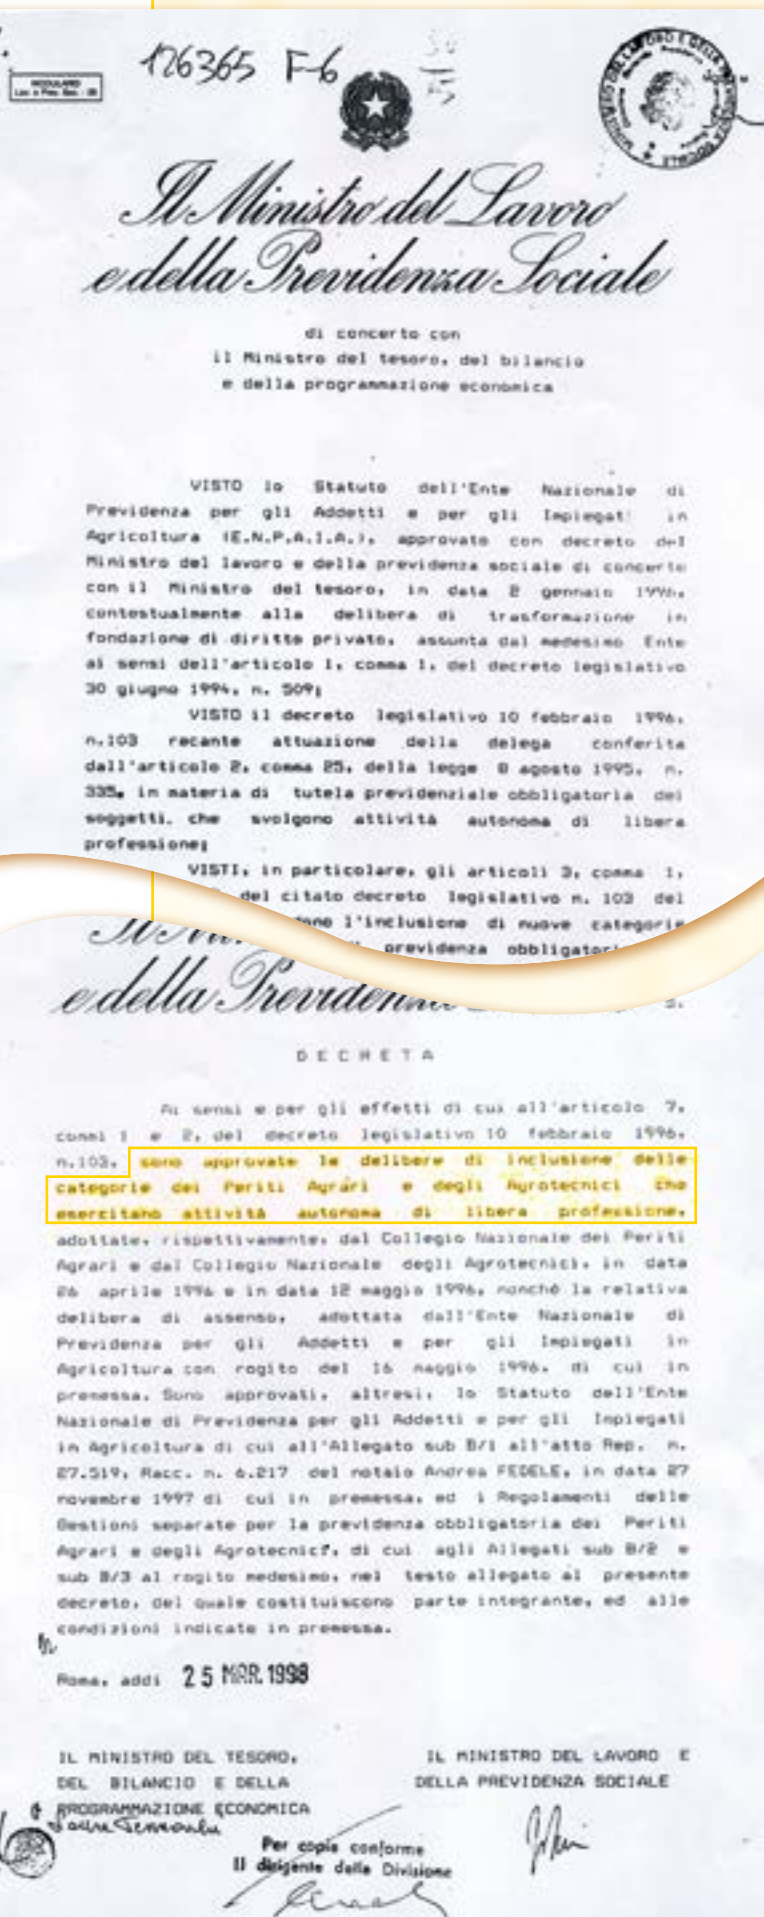 MODULARIO
126365 F-6
MINISTERO DEL LAVORO E DELLA PREVIDENZA SOCIALE
Il Ministro del Lavoro
e della Previdenza Sociale
di concerto con
il Ministro del tesoro, del bilancio
e della programmazione economica
VISTO lo Statuto dell'Ente Nazionale di
Previdenza per gli Addetti e per gli Impiegati in
Agricoltura (E.N.P.A.I.A.), approvato con decreto del
Ministro del lavoro e della previdenza sociale di concerto
con il Ministro del tesoro, in data 2 gennaio 1996,
contestualmente alla delibera di trasformazione in
fondazione di diritto privato, assunta dal medesimo Ente
ai sensi dell'articolo 1, comma 1, del decreto legislativo
30 giugno 1994, n. 509;
VISTO il decreto legislativo 10 febbraio 1996,
n.103 recante attuazione della delega conferita
dall'articolo 2, comma 25, della legge 8 agosto 1995, n.
335, in materia di tutela previdenziale obbligatoria dei
soggetti che svolgono attività autonoma di libera
professione;
VISTI, in particolare, gli articoli 3, comma 1,
del citato decreto legislativo n. 103 del
l'inclusione di nuove categorie
previdenza
e della
DECRETA
Ai sensi e per gli effetti di cui all'articolo 7,
commi 1 e 2, del decreto legislativo 10 febbraio 1996,
n.103, sono approvate le delibere di inclusione delle
categorie dei Periti Agrari e degli Agrotecnici che
esercitano attività autonoma di libera professione,
adottate, rispettivamente, dal Collegio Nazionale dei Periti
Agrari e dal Collegio Nazionale degli Agrotecnici, in data
26 aprile 1996 e in data 12 maggio 1996, nonché la relativa
delibera di assenso, adottata dall'Ente Nazionale di
Previdenza per gli Addetti e per gli Impiegati in
Agricoltura con rogito del 16 maggio 1996, di cui in
premessa. Sono approvati, altresì, lo Statuto dell'Ente
Nazionale di Previdenza per gli Addetti e per gli Impiegati
in Agricoltura di cui all'Allegato sub B/1 all'atto Rep. n.
27.519, Racc. n. 6.217 del notaio Andrea FEDELE, in data 27
novembre 1997 di cui in premessa, ed i Regolamenti delle
Gestioni separate per la previdenza obbligatoria dei Periti
Agrari e degli Agrotecnici, di cui agli Allegati sub B/2 e
sub B/3 al rogito medesimo, nel testo allegato al presente
decreto, del quale costituiscono parte integrante, ed alle
condizioni indicate in premessa.
Roma, addì 25 MAR. 1998
IL MINISTRO DEL TESORO,
DEL BILANCIO E DELLA
PROGRAMMAZIONE ECONOMICA
IL MINISTRO DEL LAVORO E
DELLA PREVIDENZA SOCIALE
Per copia conforme
Il dirigente della Divisione